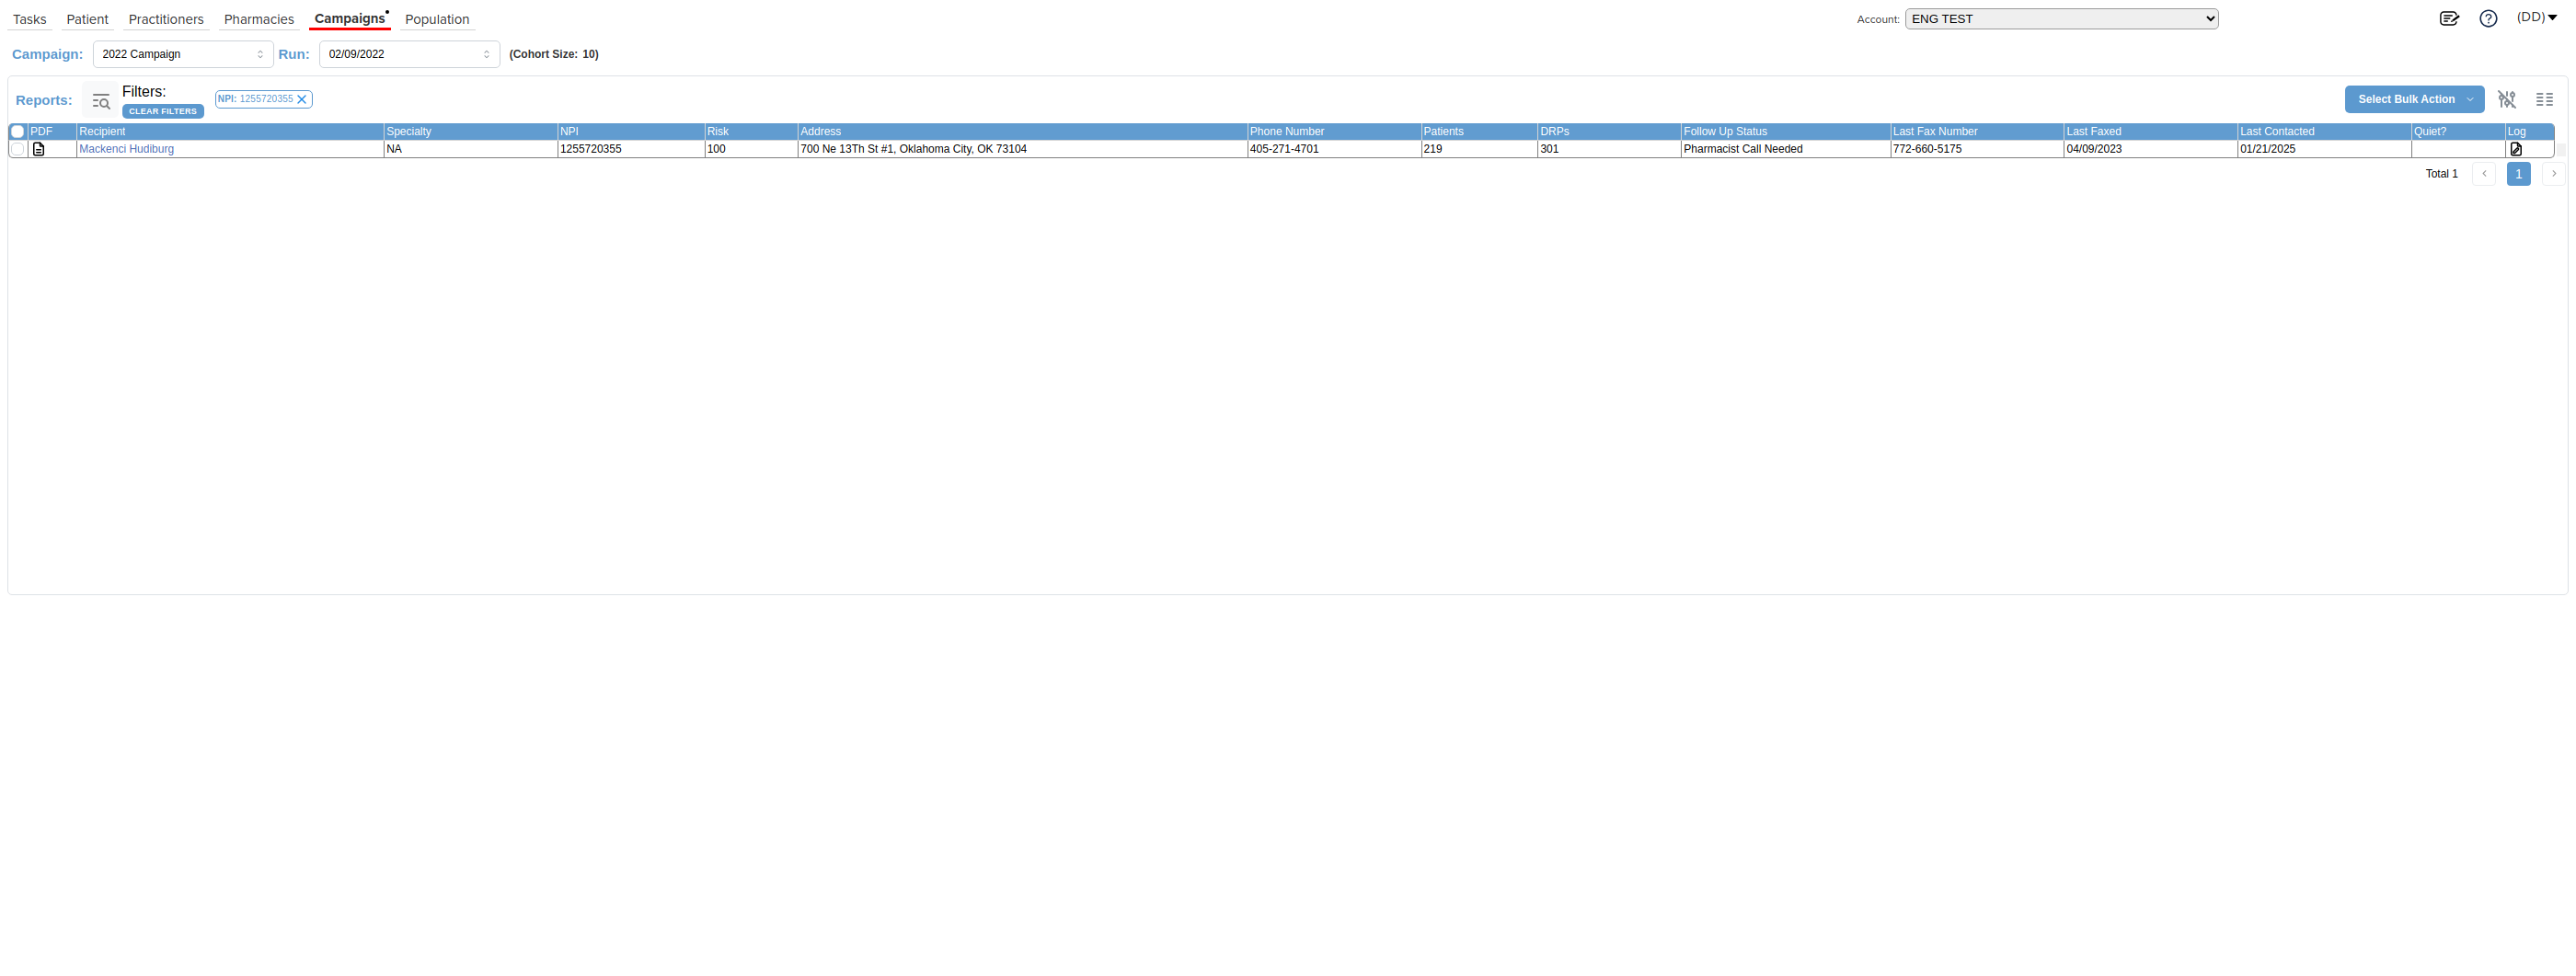 Tasks Patient Practitioners Pharmacies Campaigns Population Account: ENG TEST (DD)
Campaign: 2022 Campaign Run: 02/09/2022 (Cohort Size: 10)
Reports: Filters: CLEAR FILTERS NPI: 1255720355 Select Bulk Action
PDF Recipient Specialty NPI Risk Address Phone Number Patients DRPs Follow Up Status Last Fax Number Last Faxed Last Contacted Quiet? Log
Mackenci Hudiburg NA 1255720355 100 700 Ne 13Th St #1, Oklahoma City, OK 73104 405-271-4701 219 301 Pharmacist Call Needed 772-660-5175 04/09/2023 01/21/2025
Total 1 1